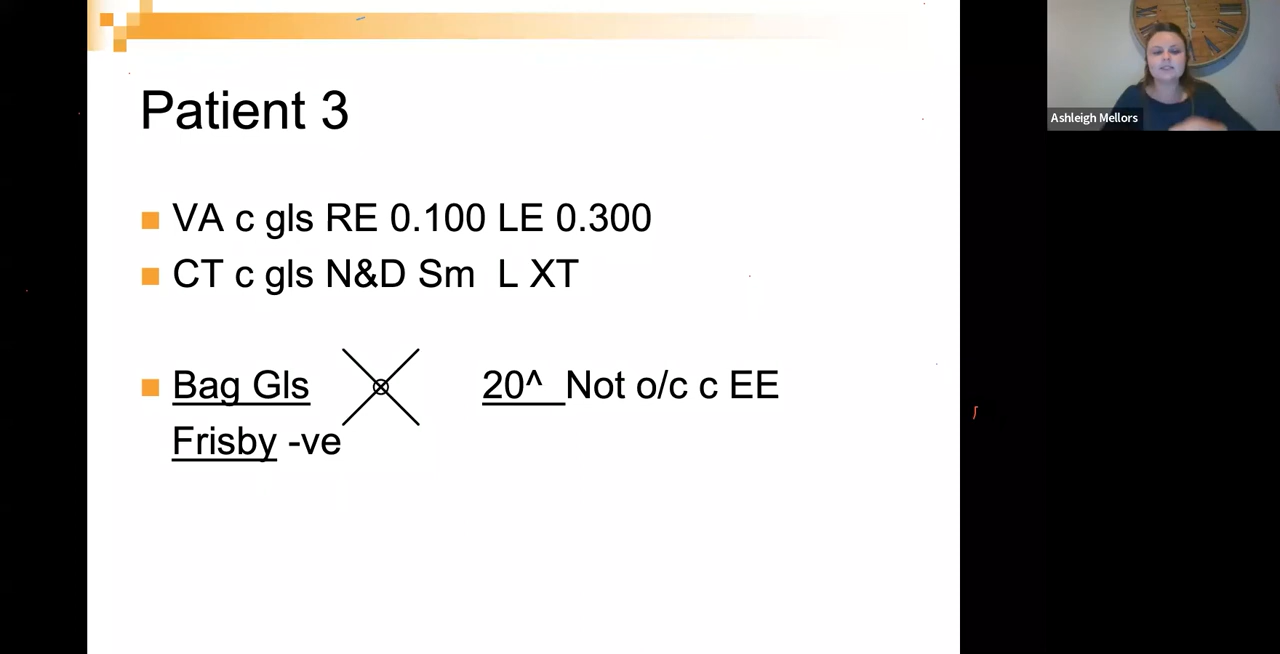 Patient 3
VA c gls RE 0.100 LE 0.300
CT c gls N&D Sm L XT
Bag Gls 20^ Not o/c c EE
Frisby -ve
Ashleigh Mellors